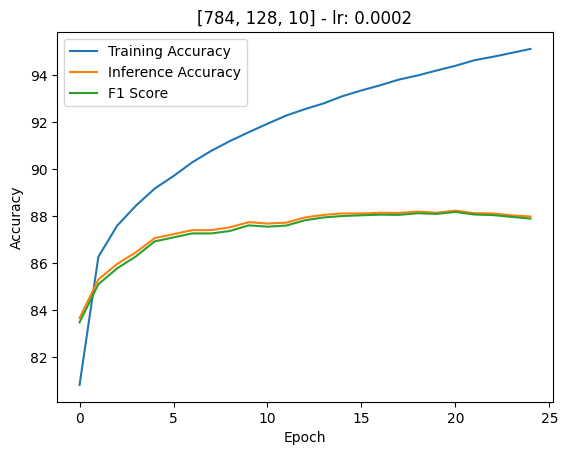 [784, 128, 10] - lr: 0.0002
Training Accuracy
Inference Accuracy
F1 Score
Accuracy
94
92
90
88
86
84
82
0 5 10 15 20 25
Epoch